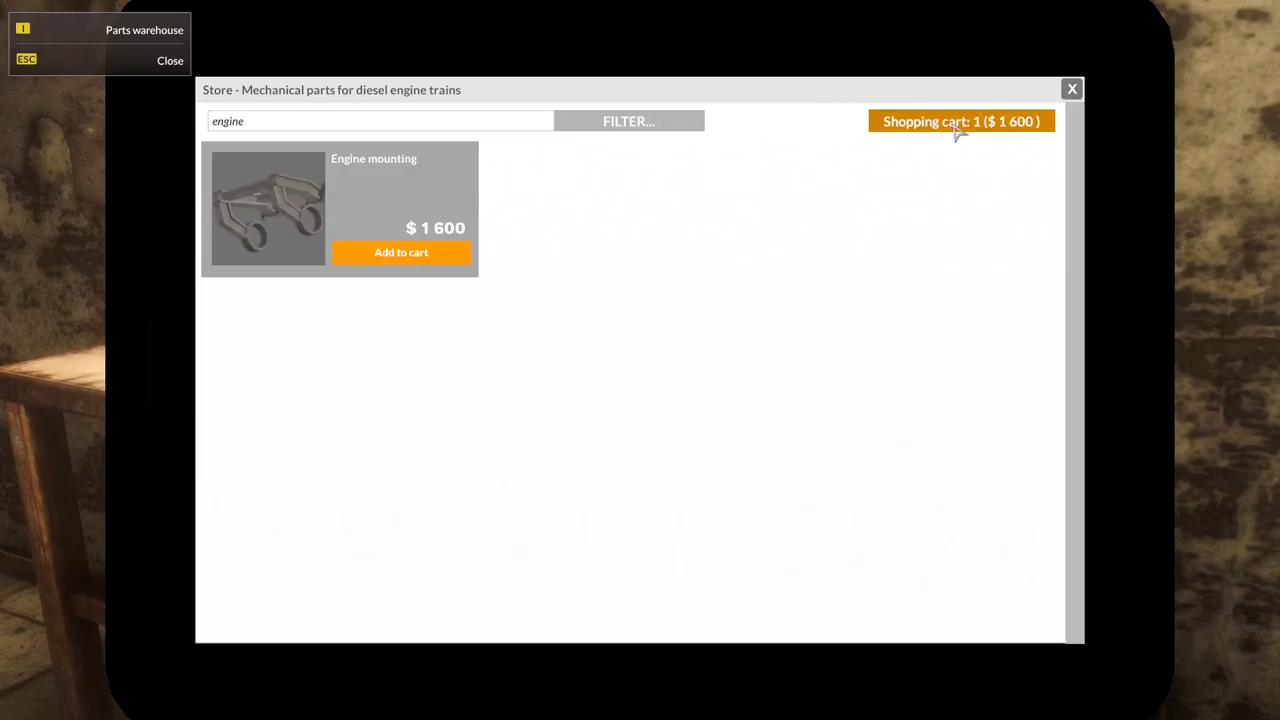 I Parts warehouse
ESC Close
Store - Mechanical parts for diesel engine trains X
engine FILTER... Shopping cart: 1 ($ 1 600 )
Engine mounting
$ 1 600
Add to cart